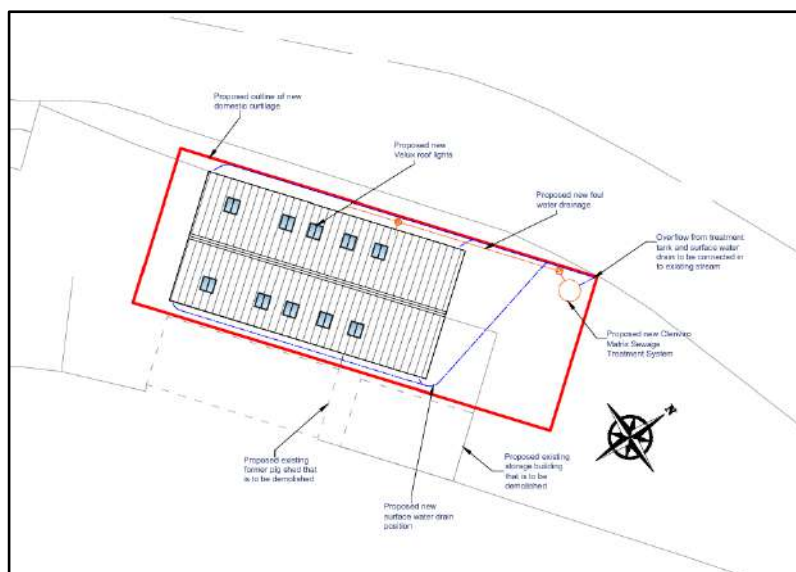 Proposed outline of new
domestic curtilage
Proposed new
Velux roof lights
Proposed new foul
water drainage
Overflow from treatment
tank and surface water
drain to be connected in
to existing stream
Proposed new Clenviro
Matrix Sewage
Treatment System
N
Proposed existing
former pig shed that
is to be demolished
Proposed existing
storage building
that is to be
demolished
Proposed new
surface water drain
position